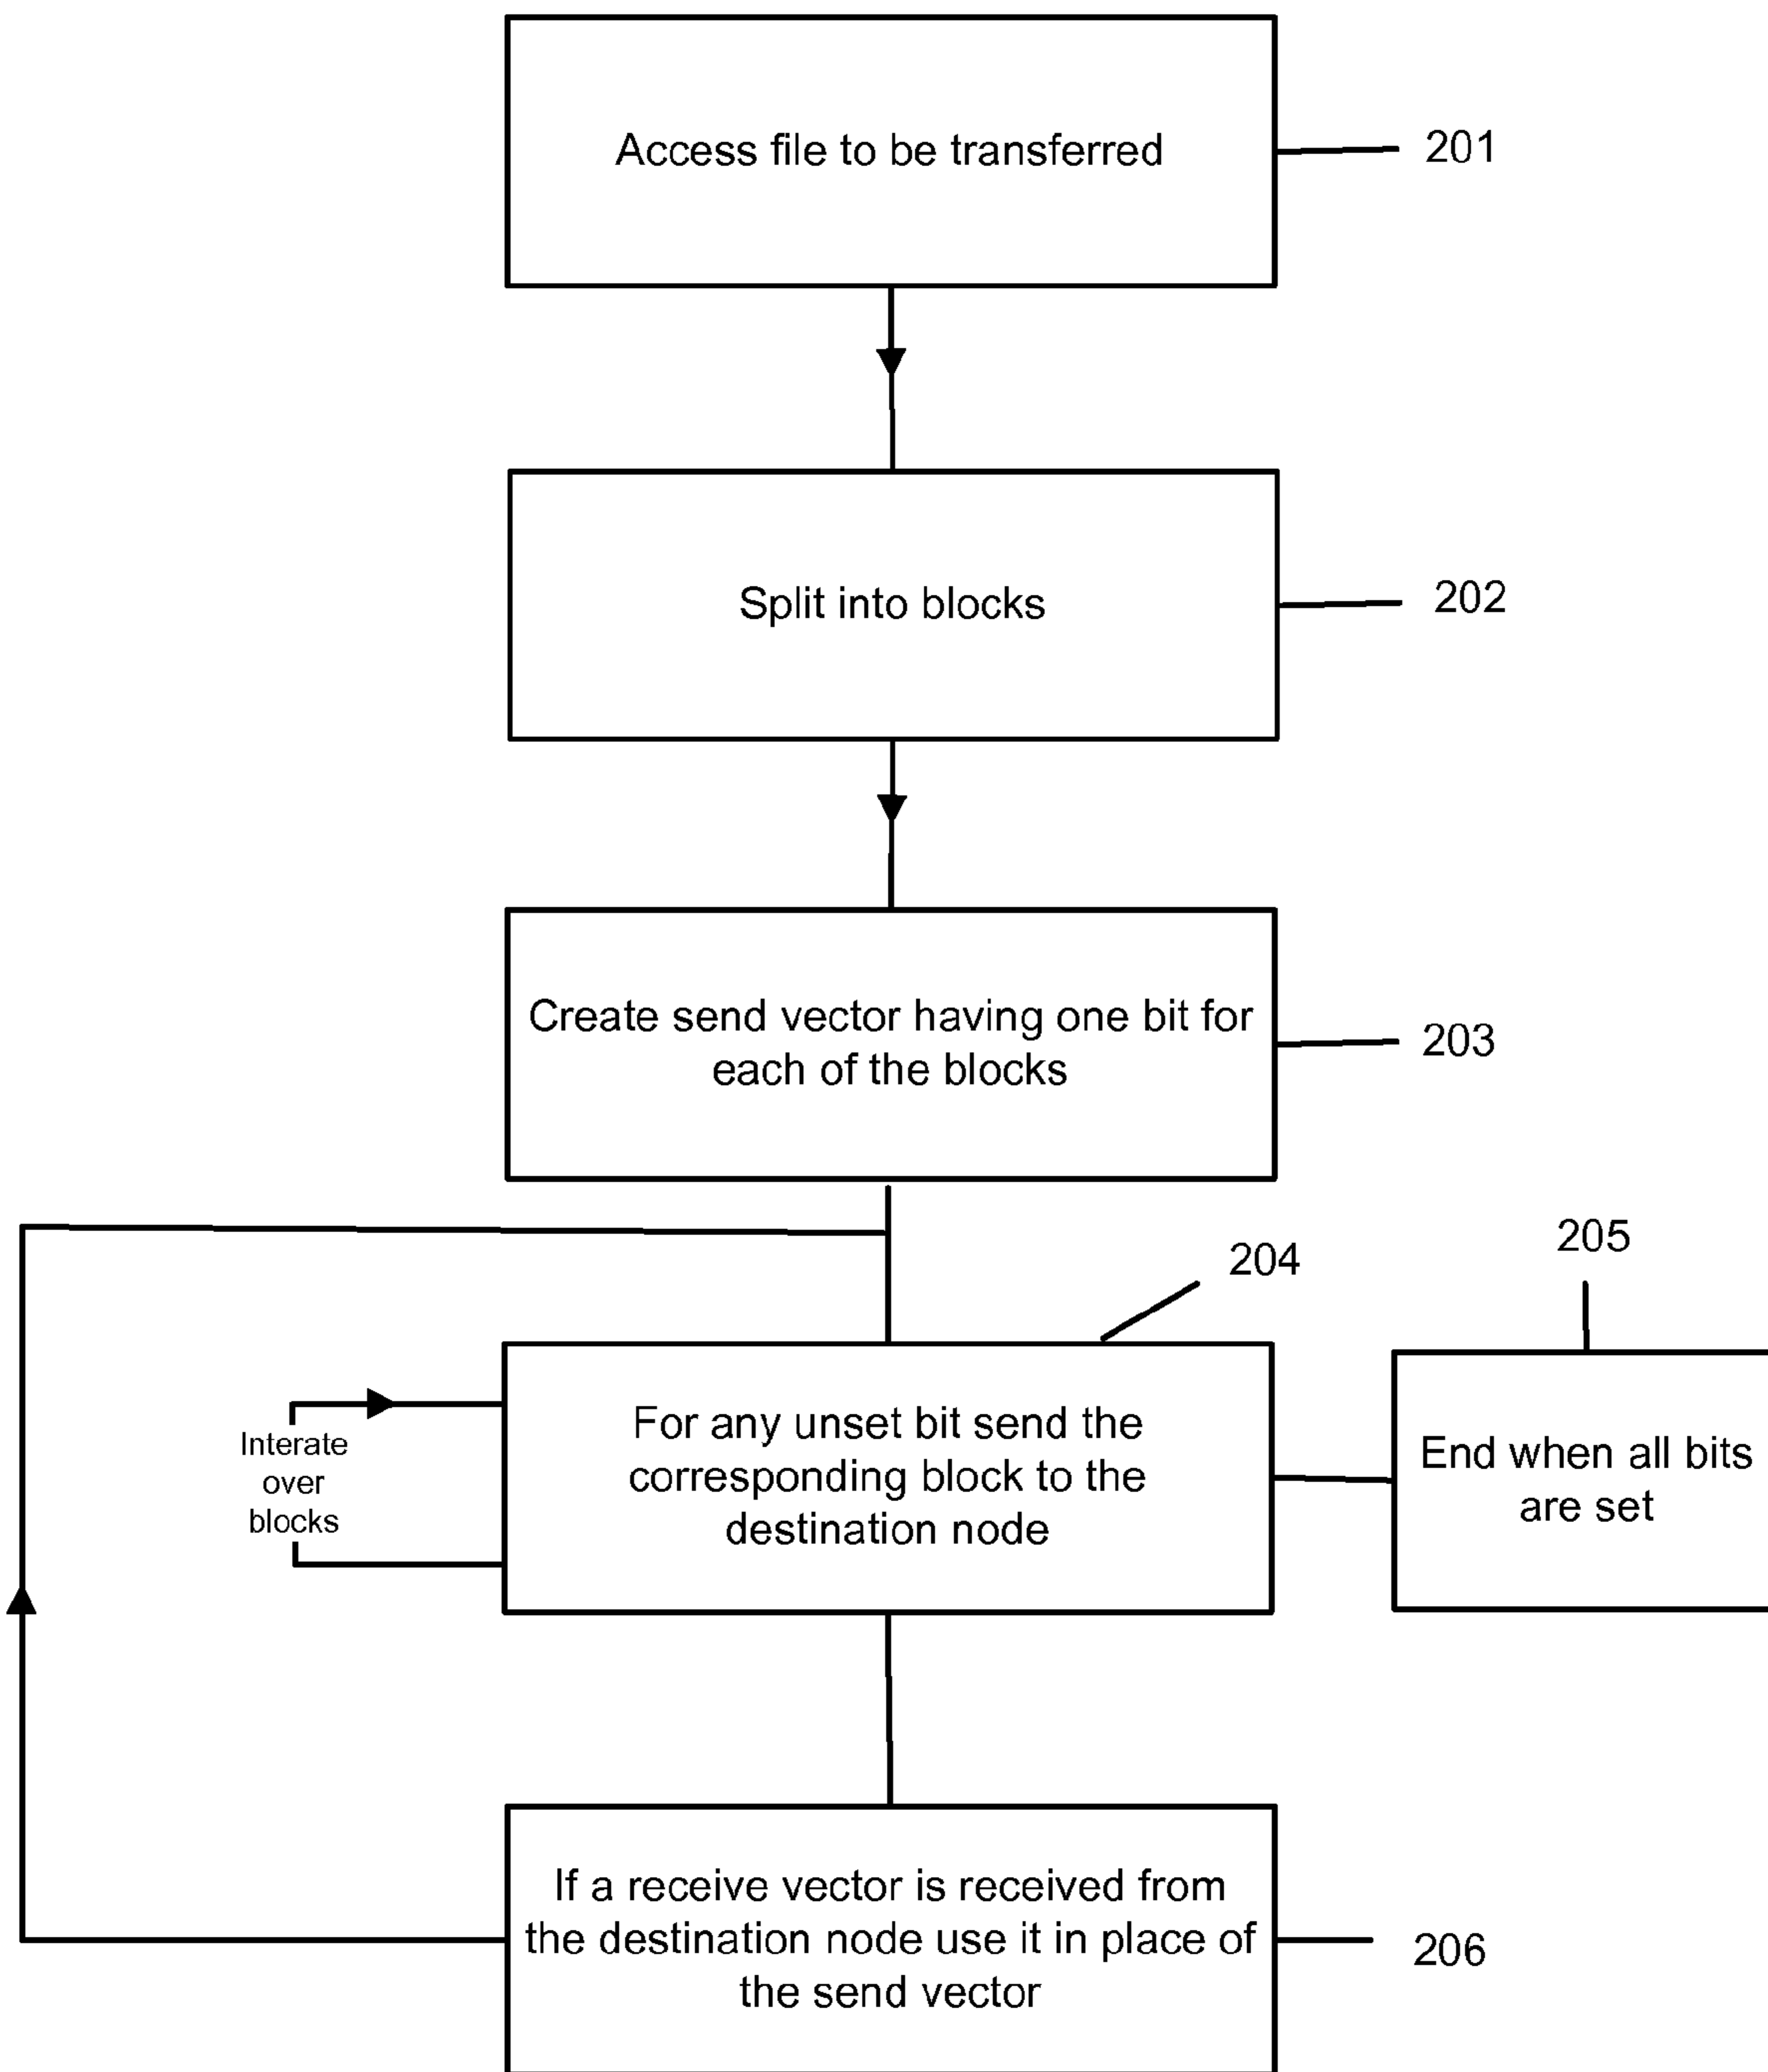 Access file to be transferred
201
Split into blocks
202
Create send vector having one bit for
each of the blocks
203
204
205
Interate
over
blocks
For any unset bit send the
corresponding block to the
destination node
End when all bits
are set
If a receive vector is received from
the destination node use it in place of
the send vector
206